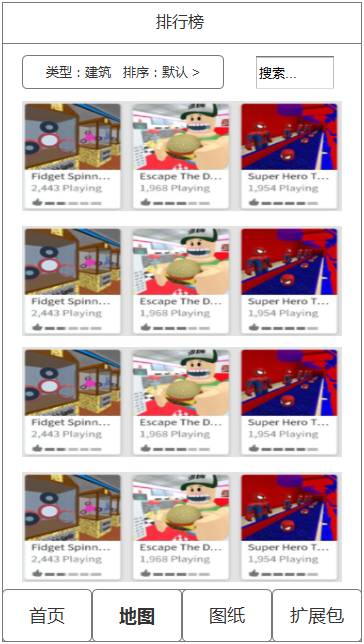 排行榜
类型：建筑 排序：默认 > 搜索...
Fidget Spinn... Escape The D... Super Hero T...
2,443 Playing 1,968 Playing 1,954 Playing
Fidget Spinn... Escape The D... Super Hero T...
2,443 Playing 1,968 Playing 1,954 Playing
Fidget Spinn... Escape The D... Super Hero T...
2,443 Playing 1,968 Playing 1,954 Playing
Fidget Spinn... Escape The D... Super Hero T...
2,443 Playing 1,968 Playing 1,954 Playing
首页 地图 图纸 扩展包